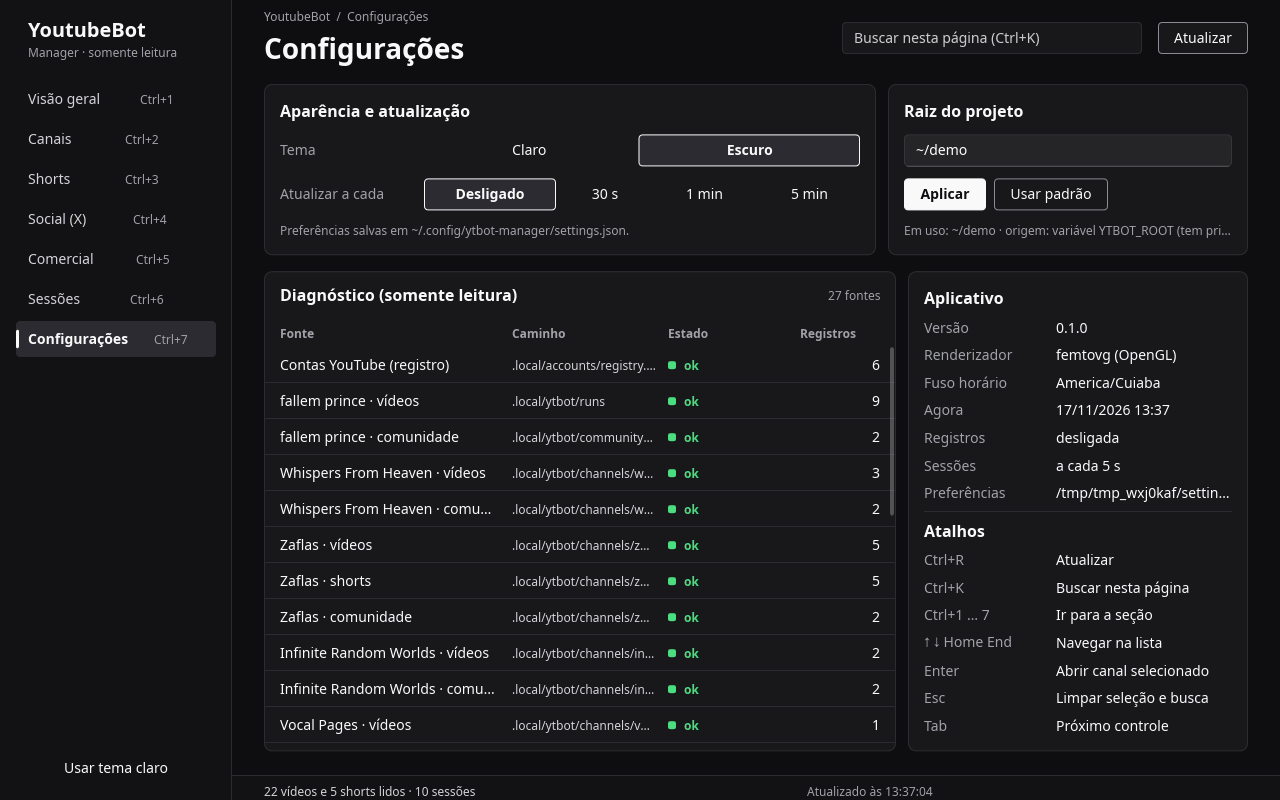 YoutubeBot
Manager · somente leitura
Visão geral Ctrl+1
Canais Ctrl+2
Shorts Ctrl+3
Social (X) Ctrl+4
Comercial Ctrl+5
Sessões Ctrl+6
Configurações Ctrl+7
Usar tema claro
YoutubeBot / Configurações
Configurações
Buscar nesta página (Ctrl+K)
Atualizar
Aparência e atualização
Tema Claro Escuro
Atualizar a cada Desligado 30 s 1 min 5 min
Preferências salvas em ~/.config/ytbot-manager/settings.json.
Raiz do projeto
~/demo
Aplicar Usar padrão
Em uso: ~/demo · origem: variável YTBOT_ROOT (tem pri...
Diagnóstico (somente leitura) 27 fontes
Fonte Caminho Estado Registros
Contas YouTube (registro) .local/accounts/registry.... ok 6
fallem prince · vídeos .local/ytbot/runs ok 9
fallem prince · comunidade .local/ytbot/community... ok 2
Whispers From Heaven · vídeos .local/ytbot/channels/w... ok 3
Whispers From Heaven · comu... .local/ytbot/channels/w... ok 2
Zaflas · vídeos .local/ytbot/channels/z... ok 5
Zaflas · shorts .local/ytbot/channels/z... ok 5
Zaflas · comunidade .local/ytbot/channels/z... ok 2
Infinite Random Worlds · vídeos .local/ytbot/channels/in... ok 2
Infinite Random Worlds · comu... .local/ytbot/channels/in... ok 2
Vocal Pages · vídeos .local/ytbot/channels/v... ok 1
Aplicativo
Versão 0.1.0
Renderizador femtovg (OpenGL)
Fuso horário America/Cuiaba
Agora 17/11/2026 13:37
Registros desligada
Sessões a cada 5 s
Preferências /tmp/tmp_wxj0kaf/settin...
Atalhos
Ctrl+R Atualizar
Ctrl+K Buscar nesta página
Ctrl+1 ... 7 Ir para a seção
↑ ↓ Home End Navegar na lista
Enter Abrir canal selecionado
Esc Limpar seleção e busca
Tab Próximo controle
22 vídeos e 5 shorts lidos · 10 sessões
Atualizado às 13:37:04